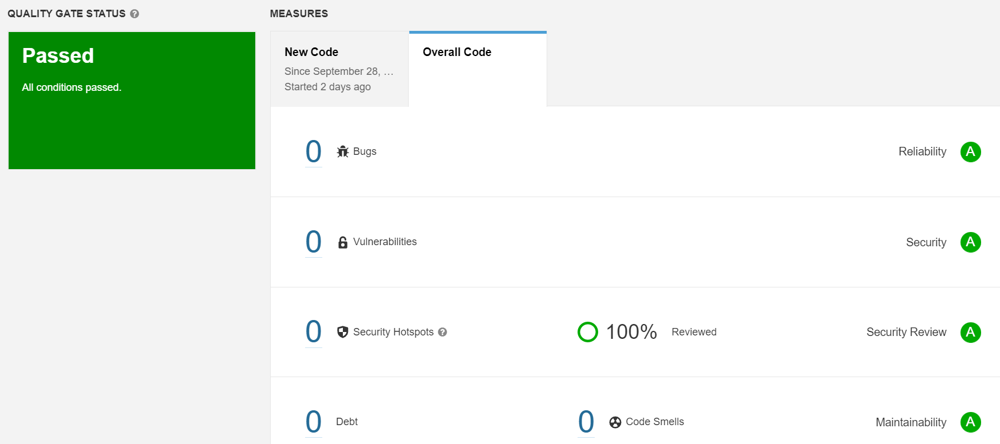 QUALITY GATE STATUS ?
MEASURES
Passed
All conditions passed.
New Code
Since September 28, …
Started 2 days ago
Overall Code
0 Bugs
Reliability A
0 Vulnerabilities
Security A
0 Security Hotspots ?
100% Reviewed
Security Review A
0 Debt
0 Code Smells
Maintainability A